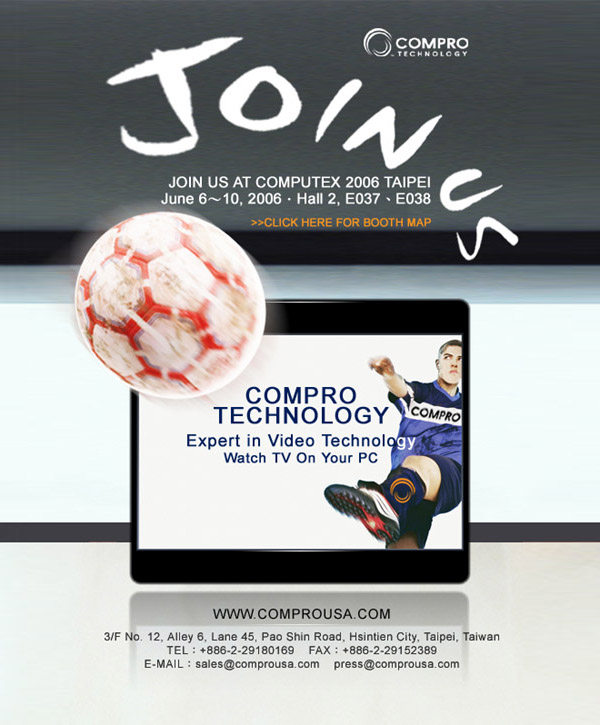 COMPRO
TECHNOLOGY
JOIN US
JOIN US AT COMPUTEX 2006 TAIPEI
June 6～10, 2006 · Hall 2, E037、E038
>>CLICK HERE FOR BOOTH MAP
COMPRO
TECHNOLOGY
Expert in Video Technology
Watch TV On Your PC
COMPRO
WWW.COMPROUSA.COM
3/F No. 12, Alley 6, Lane 45, Pao Shin Road, Hsintien City, Taipei, Taiwan
TEL：+886-2-29180169 FAX：+886-2-29152389
E-MAIL：sales@comprousa.com press@comprousa.com